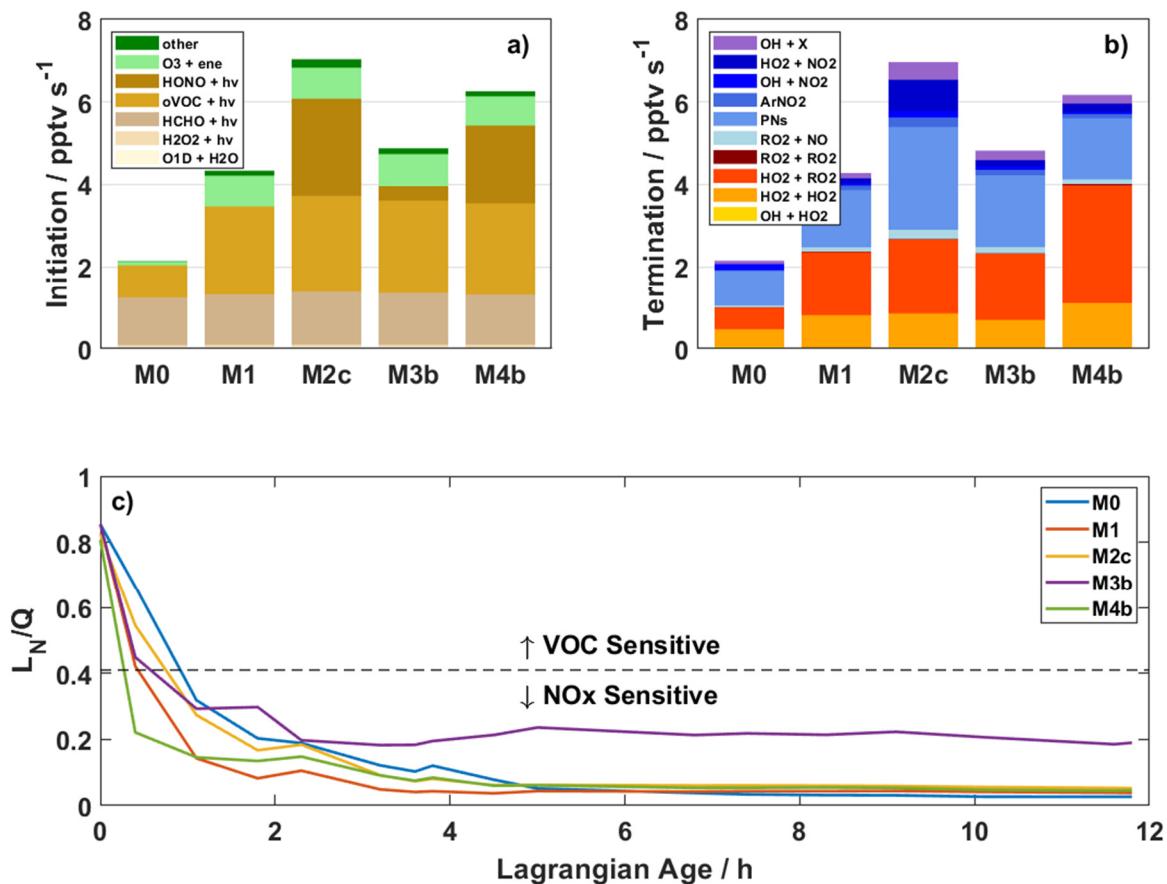 a)
other
O3 + ene
HONO + hv
oVOC + hv
HCHO + hv
H2O2 + hv
O1D + H2O
Initiation / pptv s⁻¹
8
6
4
2
0
M0 M1 M2c M3b M4b
b)
OH + X
HO2 + NO2
OH + NO2
ArNO2
PNs
RO2 + NO
RO2 + RO2
HO2 + RO2
HO2 + HO2
OH + HO2
Termination / pptv s⁻¹
8
6
4
2
0
M0 M1 M2c M3b M4b
c)
M0
M1
M2c
M3b
M4b
↑ VOC Sensitive
↓ NOx Sensitive
L_N/Q
1
0.8
0.6
0.4
0.2
0
0 2 4 6 8 10 12
Lagrangian Age / h